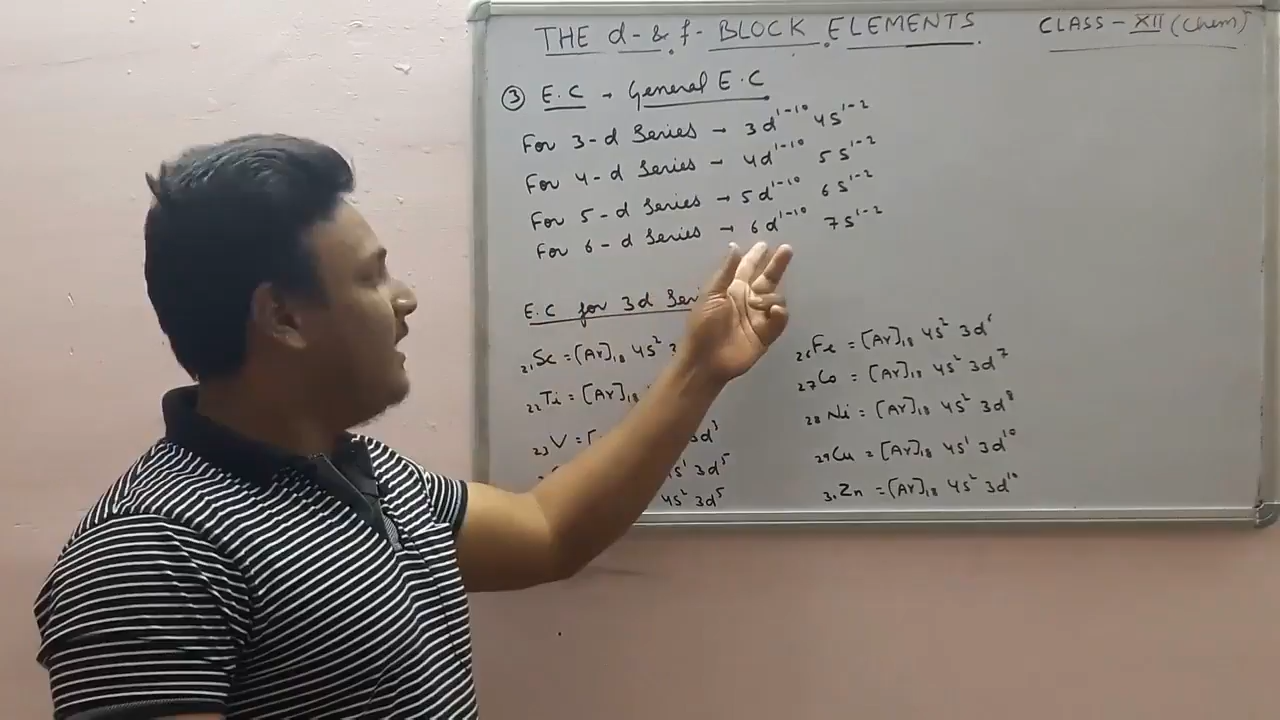 THE d- & f- BLOCK ELEMENTS.
CLASS - XII (Chem)
③ E.C → General E.C
For 3-d Series → 3d¹⁻¹⁰ 4s¹⁻²
For 4-d Series → 4d¹⁻¹⁰ 5s¹⁻²
For 5-d Series → 5d¹⁻¹⁰ 6s¹⁻²
For 6-d Series → 6d¹⁻¹⁰ 7s¹⁻²
E.C for 3d
₂₁Sc = [Ar]₁₈ 4s²
₂₂Ti = [Ar]₁₈
₂₃V = [ 3d³
s¹ 3d⁵
4s² 3d⁵
₂₆Fe = [Ar]₁₈ 4s² 3d⁶
₂₇Co = [Ar]₁₈ 4s² 3d⁷
₂₈Ni = [Ar]₁₈ 4s² 3d⁸
₂₉Cu = [Ar]₁₈ 4s¹ 3d¹⁰
₃₀Zn = [Ar]₁₈ 4s² 3d¹⁰